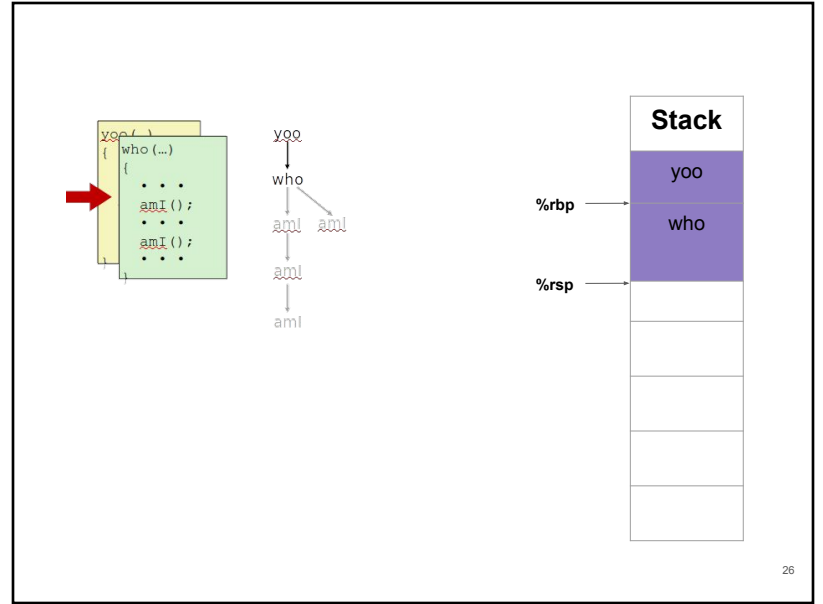 yoo(…)
{
who(…)
{
• • •
amI();
• • •
amI();
• • •
}
}
yoo
who
amI amI
amI
amI
Stack
yoo
%rbp
who
%rsp
26